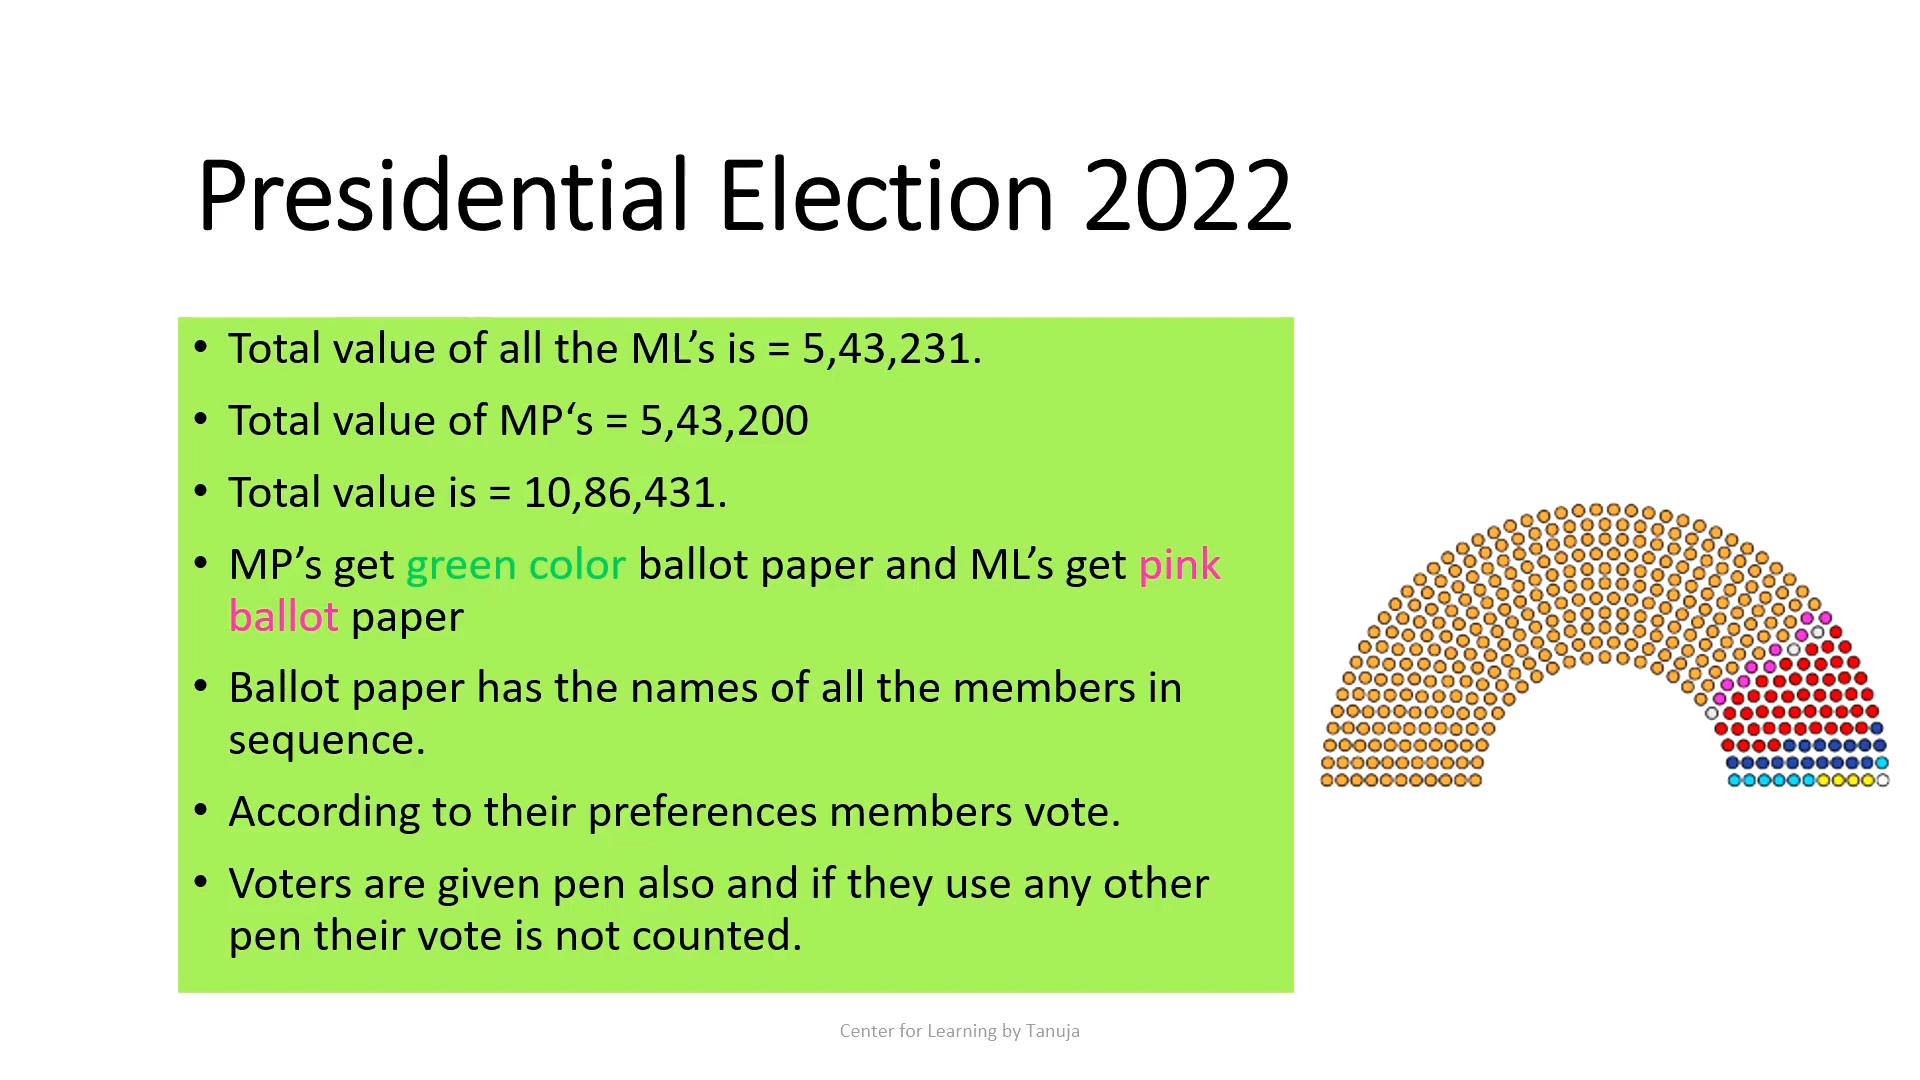 Presidential Election 2022
• Total value of all the ML’s is = 5,43,231.
• Total value of MP‘s = 5,43,200
• Total value is = 10,86,431.
• MP’s get green color ballot paper and ML’s get pink
ballot paper
• Ballot paper has the names of all the members in
sequence.
• According to their preferences members vote.
• Voters are given pen also and if they use any other
pen their vote is not counted.
Center for Learning by Tanuja